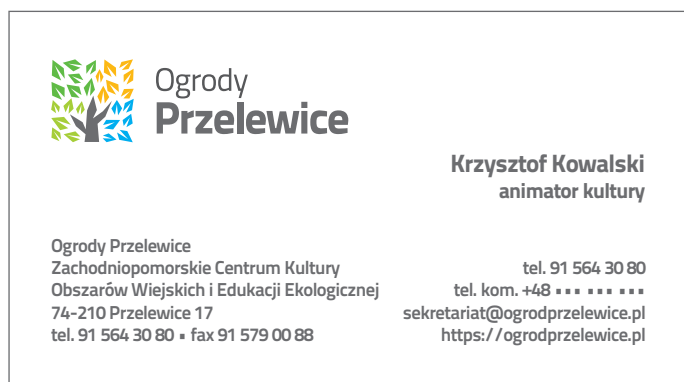 Ogrody
Przelewice
Krzysztof Kowalski
animator kultury
Ogrody Przelewice
Zachodniopomorskie Centrum Kultury
Obszarów Wiejskich i Edukacji Ekologicznej
74-210 Przelewice 17
tel. 91 564 30 80 ▪ fax 91 579 00 88
tel. 91 564 30 80
tel. kom. +48 ▪▪▪ ▪▪▪ ▪▪▪
sekretariat@ogrodprzelewice.pl
https://ogrodprzelewice.pl